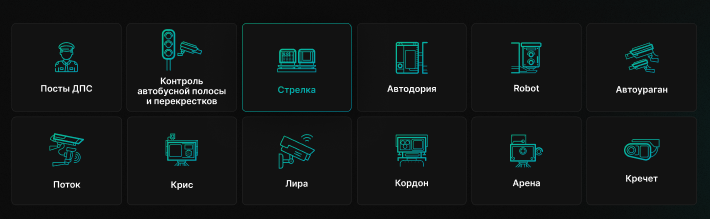 Посты ДПС
Контроль
автобусной полосы
и перекрестков
Стрелка
Автодория
Robot
Автоураган
Поток
Крис
Лира
Кордон
Арена
Кречет